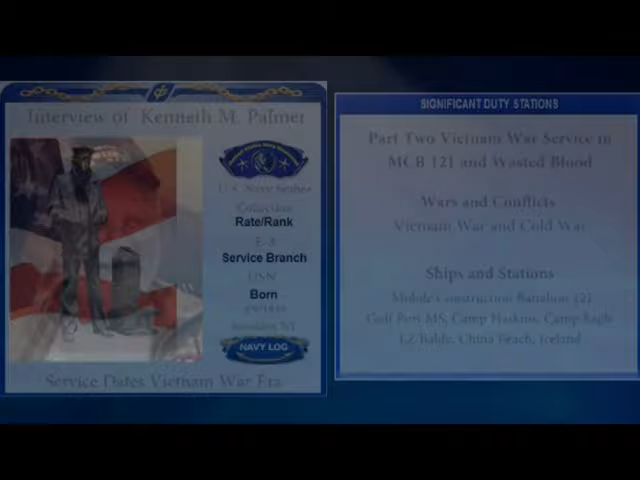 Interview of Kenneth M. Palmer
U.S. Navy Seabee
Collection
Rate/Rank
E-3
Service Branch
USN
Born
NAVY LOG
Service Dates Vietnam War Era
SIGNIFICANT DUTY STATIONS
Part Two Vietnam War Service in
MCB 121 and Wasted Blood
Wars and Conflicts
Vietnam War and Cold War
Ships and Stations
Mobile Construction Battalion 121
Gulf Port MS, Camp Haskins, Camp Eagle
LZ Baldy, China Beach, Iceland